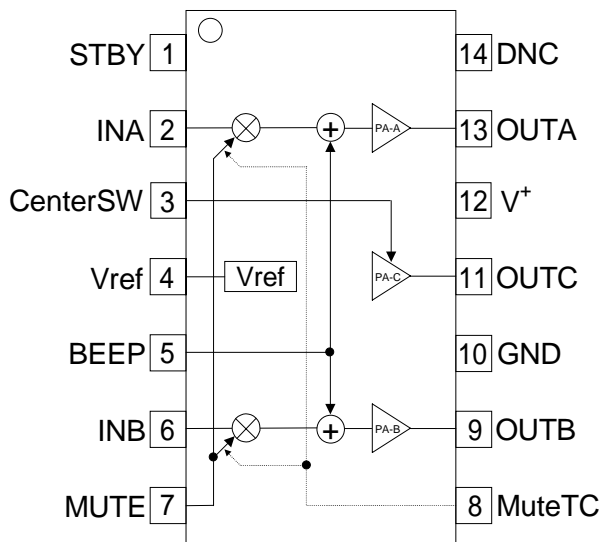 STBY 1
14 DNC
INA 2
PA-A
13 OUTA
CenterSW 3
12 V+
Vref 4
Vref
PA-C
11 OUTC
BEEP 5
10 GND
INB 6
PA-B
9 OUTB
MUTE 7
8 MuteTC